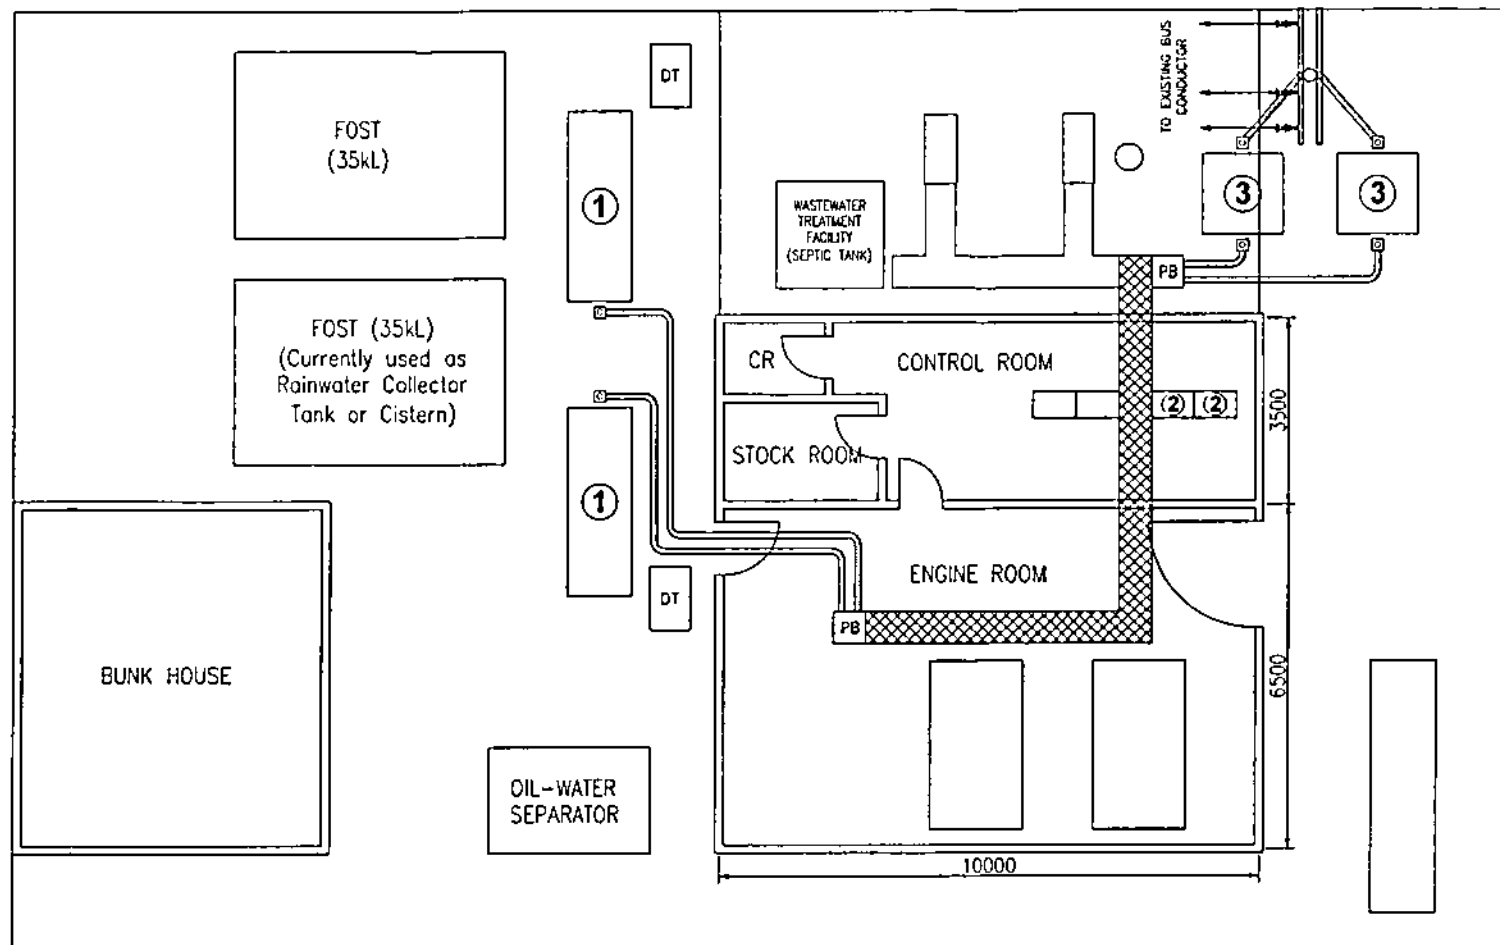 DT
FOST
(35kL)
1
TO EXISTING BUS
CONDUCTOR
3
3
WASTEWATER
TREATMENT
FACILITY
(SEPTIC TANK)
PB
FOST (35kL)
(Currently used as
Rainwater Collector
Tank or Cistern)
CR
CONTROL ROOM
2
2
3500
STOCK ROOM
1
ENGINE ROOM
DT
PB
BUNK HOUSE
6500
OIL-WATER
SEPARATOR
10000